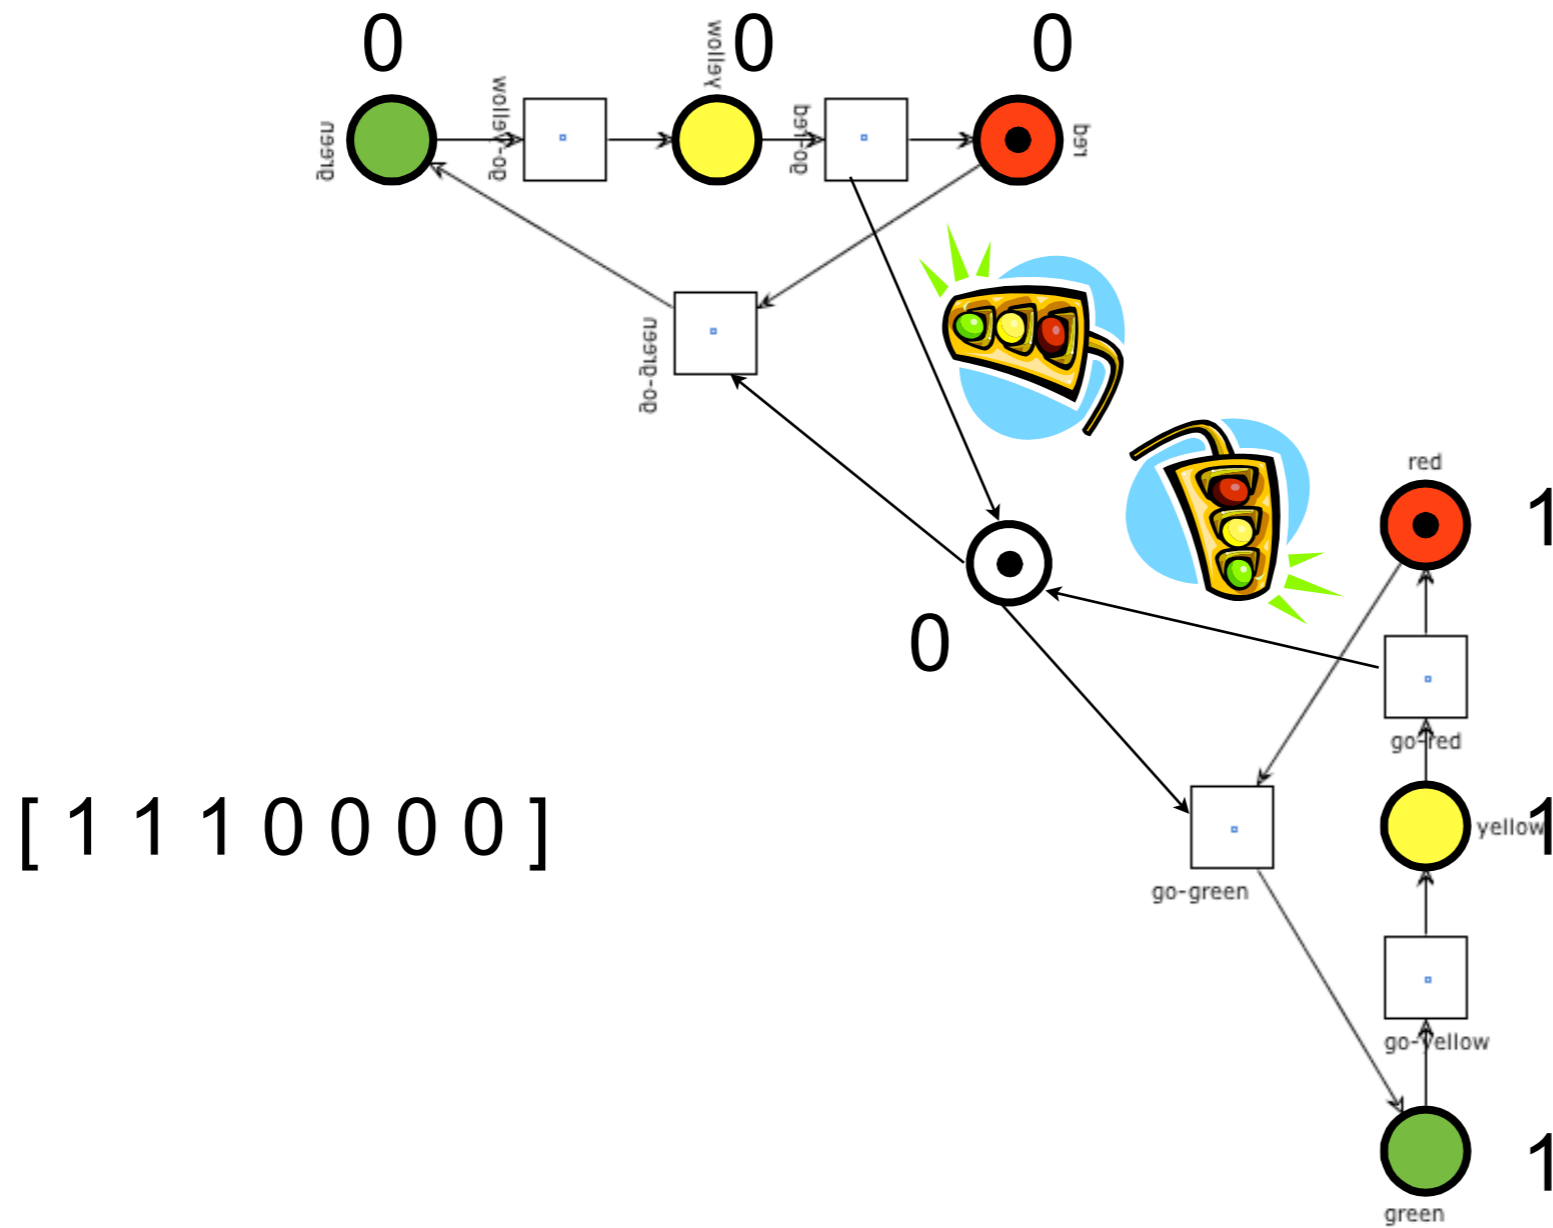 0 0 0
green
go-yellow
yellow
go-red
red
go-green
red
1
0
go-red
[ 1 1 1 0 0 0 0 ]
yellow
1
go-green
go-yellow
1
green